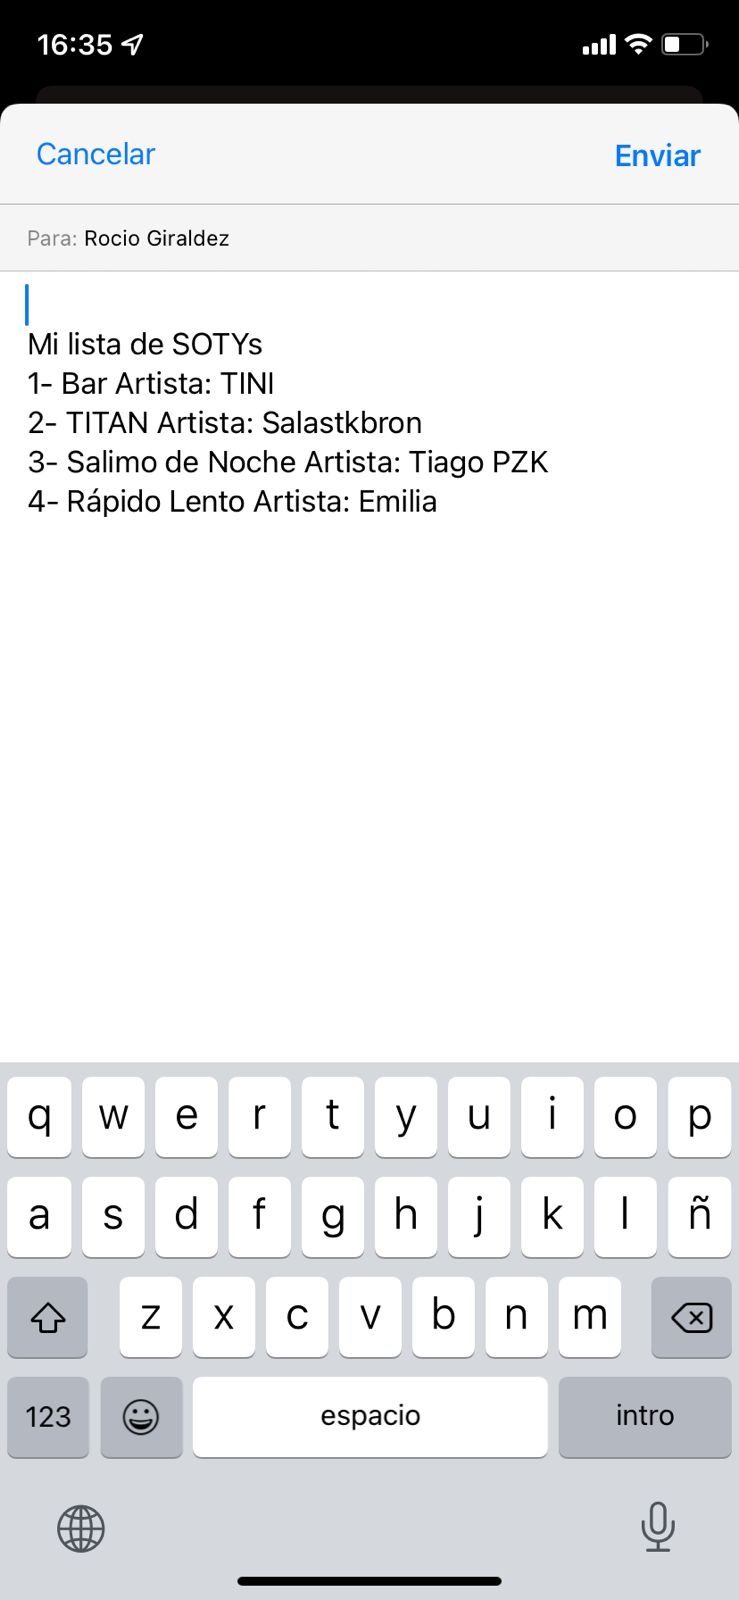 16:35
Cancelar
Enviar
Para: Rocio Giraldez
Mi lista de SOTYs
1- Bar Artista: TINI
2- TITAN Artista: Salastkbron
3- Salimo de Noche Artista: Tiago PZK
4- Rápido Lento Artista: Emilia
q w e r t y u i o p
a s d f g h j k l ñ
z x c v b n m
123 espacio intro